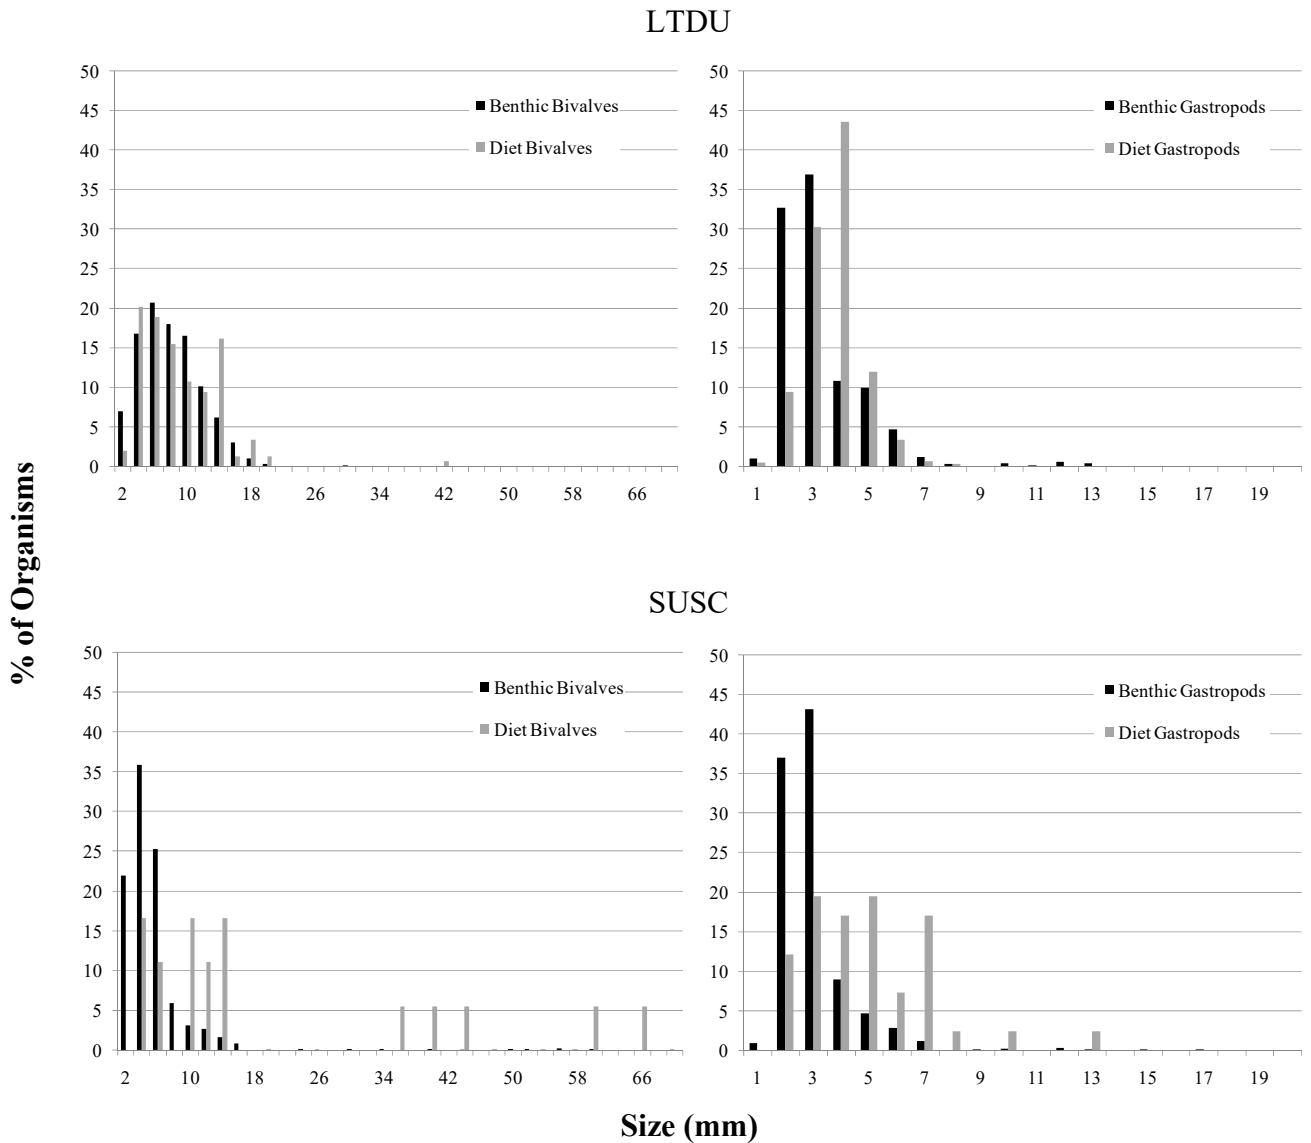 LTDU
50
45
40
35
30
25
20
15
10
5
0
Benthic Bivalves
Diet Bivalves
2 10 18 26 34 42 50 58 66
50
45
40
35
30
25
20
15
10
5
0
Benthic Gastropods
Diet Gastropods
1 3 5 7 9 11 13 15 17 19
% of Organisms
SUSC
50
45
40
35
30
25
20
15
10
5
0
Benthic Bivalves
Diet Bivalves
2 10 18 26 34 42 50 58 66
50
45
40
35
30
25
20
15
10
5
0
Benthic Gastropods
Diet Gastropods
1 3 5 7 9 11 13 15 17 19
Size (mm)